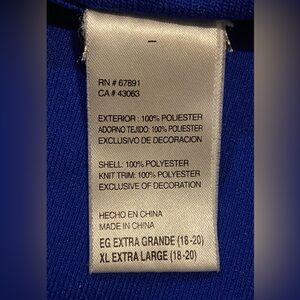 RN # 67891
CA # 43063
EXTERIOR : 100% POLIESTER
ADORNO TEJIDO: 100% POLIESTER
EXCLUSIVO DE DECORACION
SHELL: 100% POLYESTER
KNIT TRIM: 100% POLYESTER
EXCLUSIVE OF DECORATION
HECHO EN CHINA
MADE IN CHINA
EG EXTRA GRANDE (18-20)
XL EXTRA LARGE (18-20)